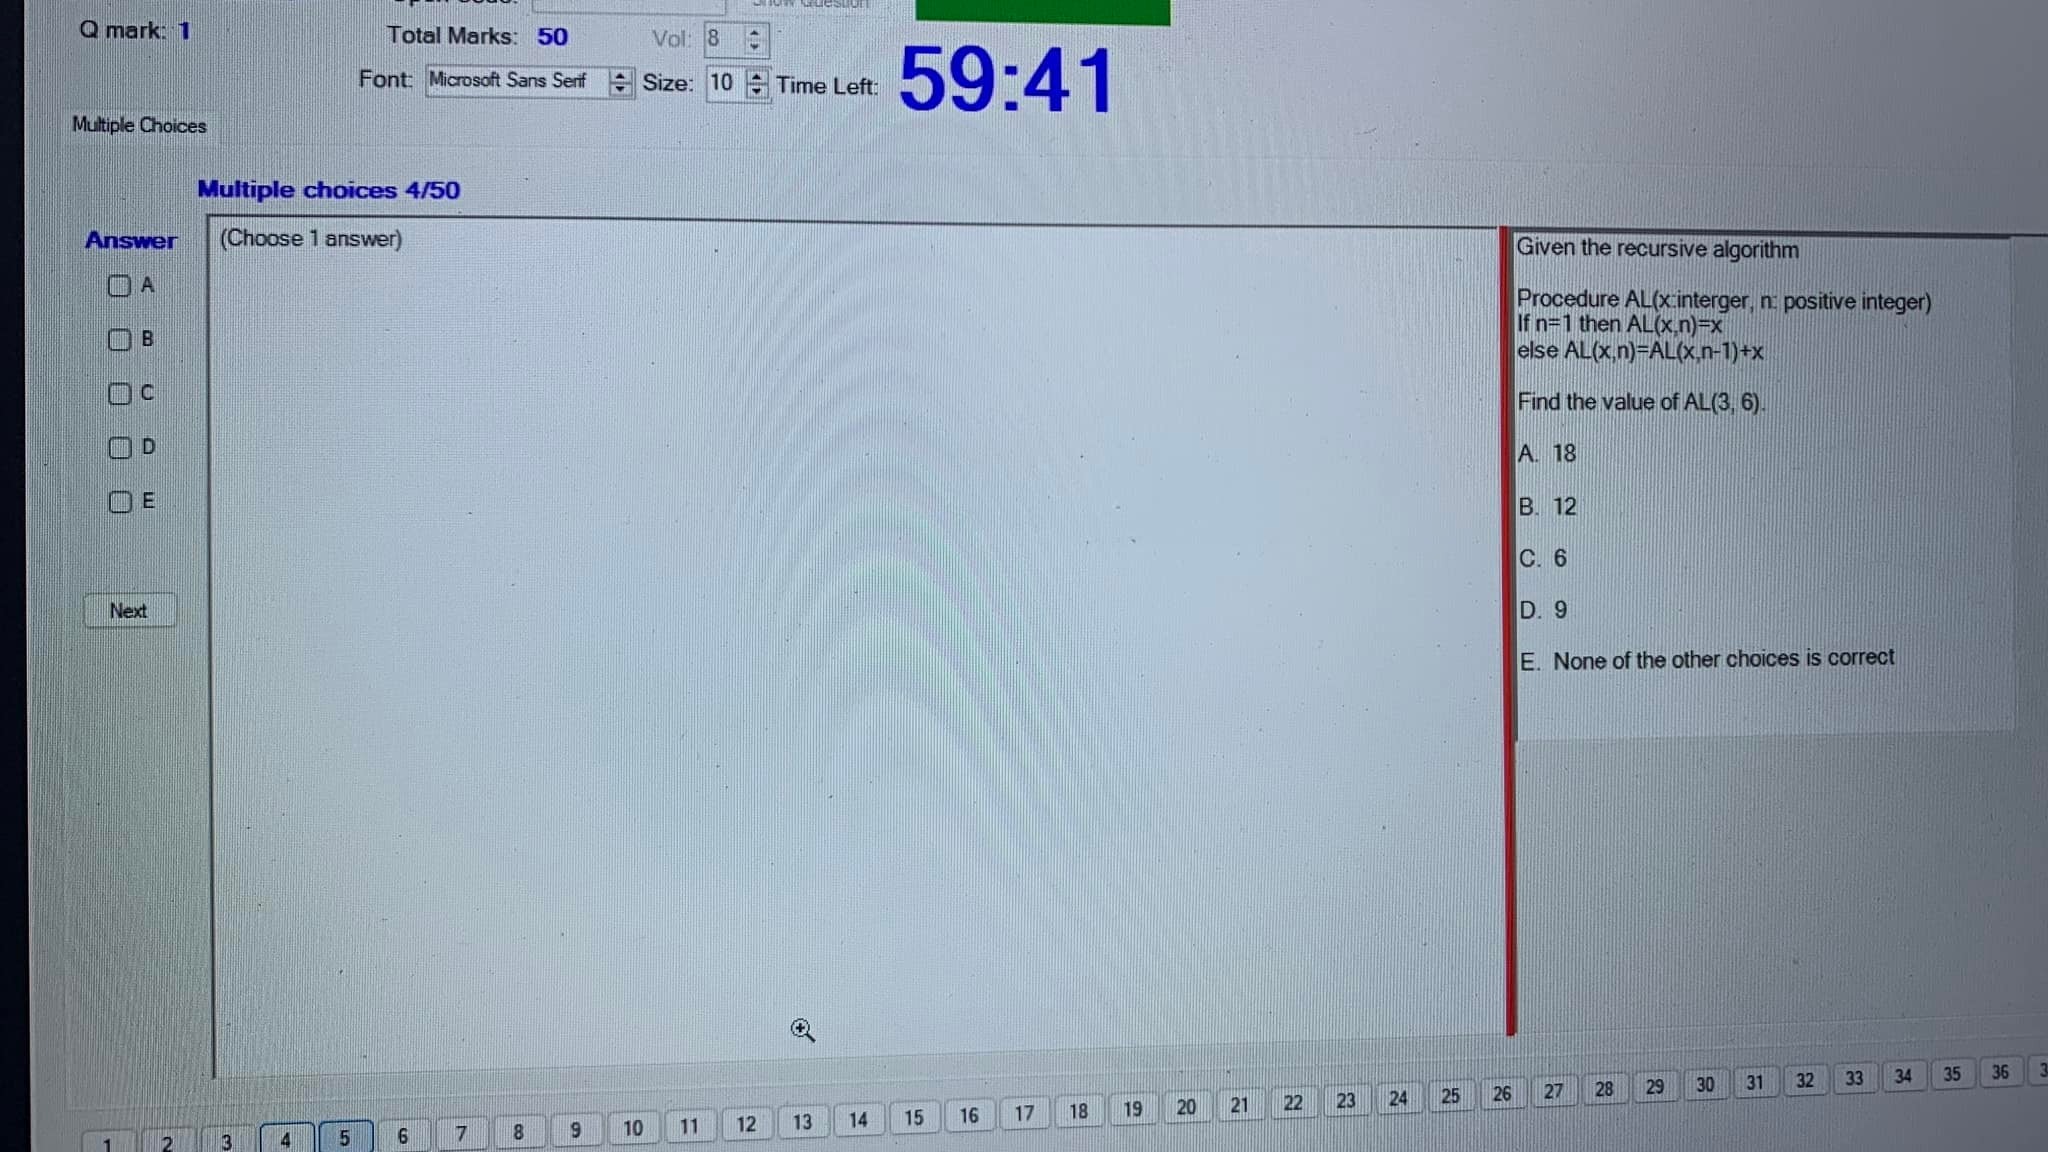 Q mark: 1
Total Marks: 50
Vol: 8
Font: Microsoft Sans Serif
Size: 10
Time Left: 59:41
Multiple Choices
Multiple choices 4/50
Answer
(Choose 1 answer)
A
B
C
D
E
Next
Given the recursive algorithm
Procedure AL(x:interger, n: positive integer)
If n=1 then AL(x,n)=x
else AL(x,n)=AL(x,n-1)+x
Find the value of AL(3, 6).
A. 18
B. 12
C. 6
D. 9
E. None of the other choices is correct
1 2 3 4 5 6 7 8 9 10 11 12 13 14 15 16 17 18 19 20 21 22 23 24 25 26 27 28 29 30 31 32 33 34 35 36